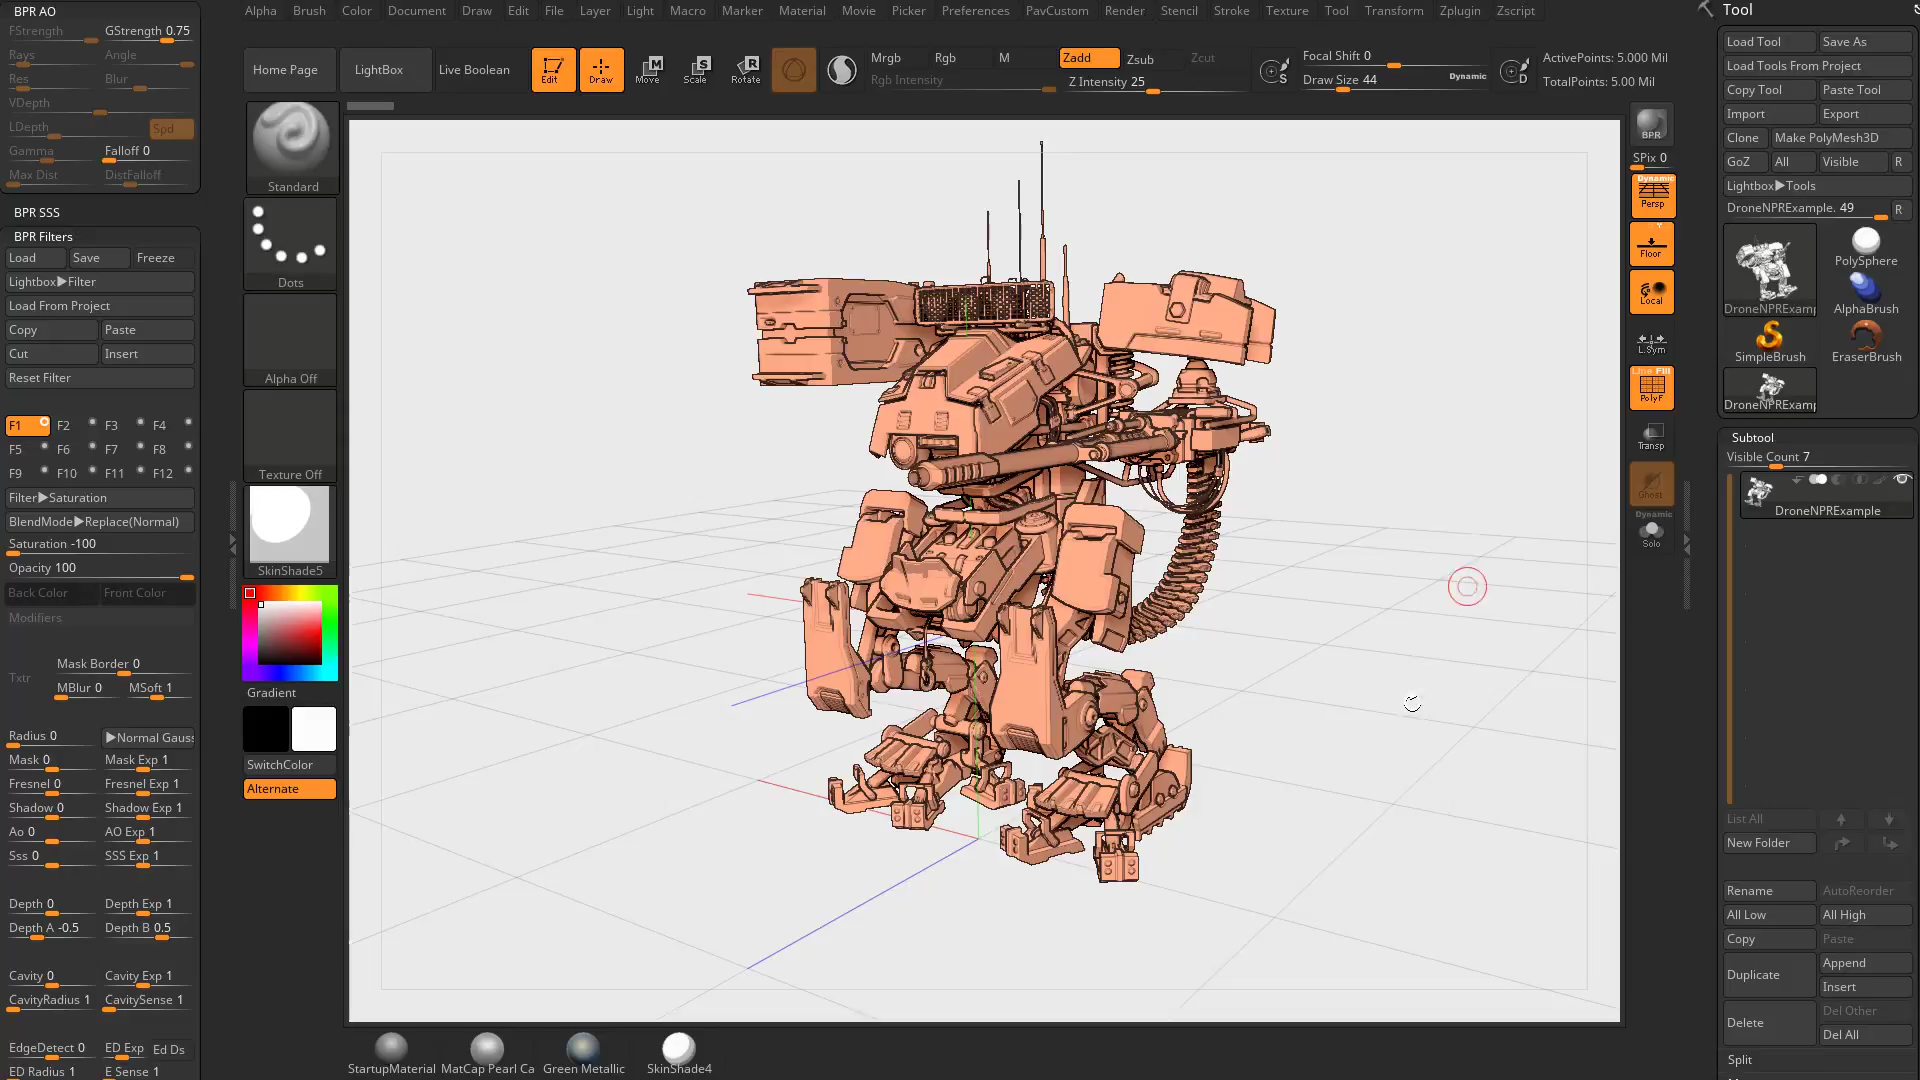 BPR AO
FStrength GStrength 0.75
Rays Angle
Res Blur
VDepth
LDepth Spd
Gamma Falloff 0
Max Dist DistFalloff
BPR SSS
BPR Filters
Load Save Freeze
Lightbox▶Filter
Load From Project
Copy Paste
Cut Insert
Reset Filter
F1 F2 F3 F4
F5 F6 F7 F8
F9 F10 F11 F12
Filter▶Saturation
BlendMode▶Replace(Normal)
Saturation -100
Opacity 100
Back Color Front Color
Modifiers
Mask Border 0
Txtr
MBlur 0 MSoft 1
Radius 0 ▶Normal Gauss
Mask 0 Mask Exp 1
Fresnel 0 Fresnel Exp 1
Shadow 0 Shadow Exp 1
Ao 0 AO Exp 1
Sss 0 SSS Exp 1
Depth 0 Depth Exp 1
Depth A -0.5 Depth B 0.5
Cavity 0 Cavity Exp 1
CavityRadius 1 CavitySense 1
EdgeDetect 0 ED Exp Ed Ds
ED Radius 1 E Sense 1
Alpha Brush Color Document Draw Edit File Layer Light Macro Marker Material Movie Picker Preferences PavCustom Render Stencil Stroke Texture Tool Transform Zplugin Zscript
Home Page LightBox Live Boolean
Edit Draw Move Scale Rotate
M S R
Mrgb Rgb M
Rgb Intensity
Zadd Zsub Zcut
Z Intensity 25
S
Focal Shift 0
Draw Size 44 Dynamic
D
ActivePoints: 5.000 Mil
TotalPoints: 5.00 Mil
Standard
Dots
Alpha Off
Texture Off
SkinShade5
Gradient
SwitchColor
Alternate
StartupMaterial MatCap Pearl Ca Green Metallic SkinShade4
BPR
SPix 0
Dynamic
Persp
Floor
Local
L.Sym
Line Fill
PolyF
Transp
Ghost
Dynamic
Solo
Tool
Load Tool Save As
Load Tools From Project
Copy Tool Paste Tool
Import Export
Clone Make PolyMesh3D
GoZ All Visible R
Lightbox▶Tools
DroneNPRExample. 49 R
DroneNPRExamp
PolySphere
AlphaBrush
SimpleBrush EraserBrush
DroneNPRExamp
Subtool
Visible Count 7
DroneNPRExample
List All
New Folder
Rename AutoReorder
All Low All High
Copy Paste
Duplicate Append
Insert
Delete Del Other
Del All
Split